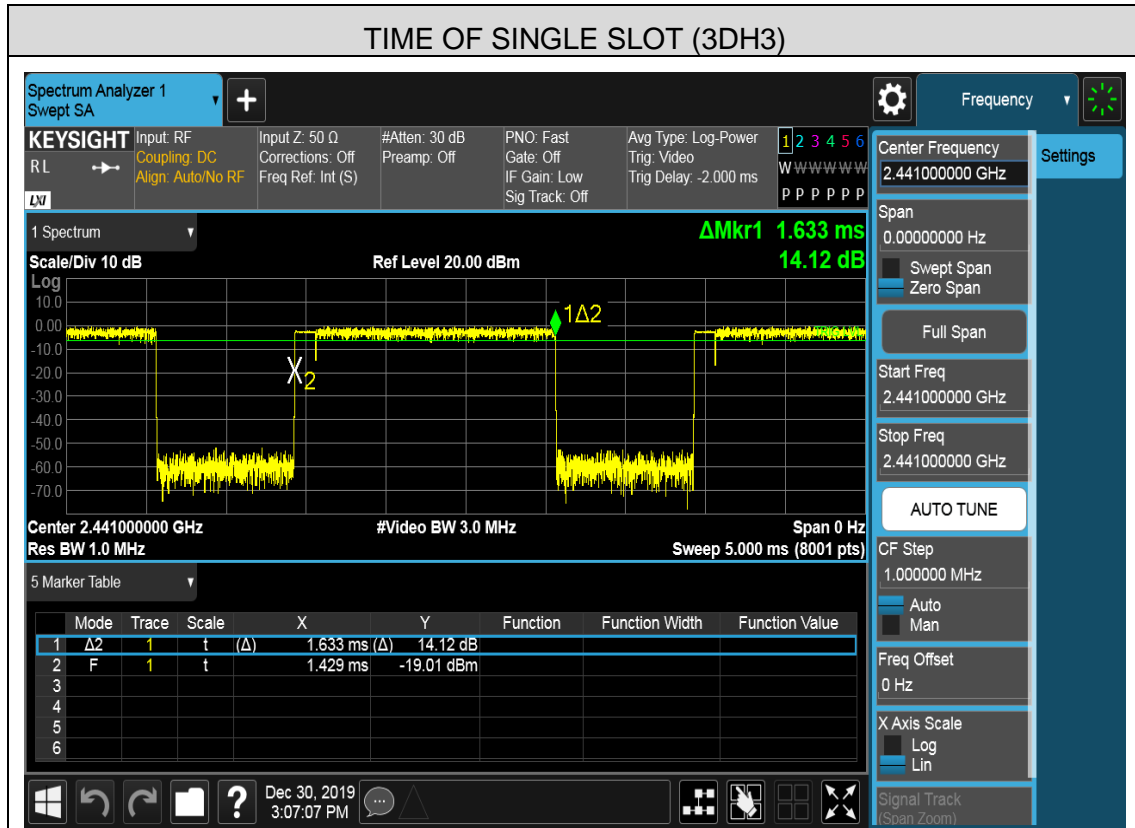 TIME OF SINGLE SLOT (3DH3)
Spectrum Analyzer 1
Swept SA
+
Frequency
KEYSIGHT
RL
LXI
Input: RF
Coupling: DC
Align: Auto/No RF
Input Z: 50 Ω
Corrections: Off
Freq Ref: Int (S)
#Atten: 30 dB
Preamp: Off
PNO: Fast
Gate: Off
IF Gain: Low
Sig Track: Off
Avg Type: Log-Power
Trig: Video
Trig Delay: -2.000 ms
1 2 3 4 5 6
W W W W W W
P P P P P P
1 Spectrum
ΔMkr1 1.633 ms
14.12 dB
Scale/Div 10 dB
Ref Level 20.00 dBm
Log
10.0
0.00
-10.0
-20.0
-30.0
-40.0
-50.0
-60.0
-70.0
1Δ2
X2
Center 2.441000000 GHz
#Video BW 3.0 MHz
Span 0 Hz
Res BW 1.0 MHz
Sweep 5.000 ms (8001 pts)
5 Marker Table
Mode Trace Scale X Y Function Function Width Function Value
1 Δ2 1 t (Δ) 1.633 ms (Δ) 14.12 dB
2 F 1 t 1.429 ms -19.01 dBm
3
4
5
6
Dec 30, 2019
3:07:07 PM
Center Frequency
2.441000000 GHz
Settings
Span
0.00000000 Hz
Swept Span
Zero Span
Full Span
Start Freq
2.441000000 GHz
Stop Freq
2.441000000 GHz
AUTO TUNE
CF Step
1.000000 MHz
Auto
Man
Freq Offset
0 Hz
X Axis Scale
Log
Lin
Signal Track
(Span Zoom)